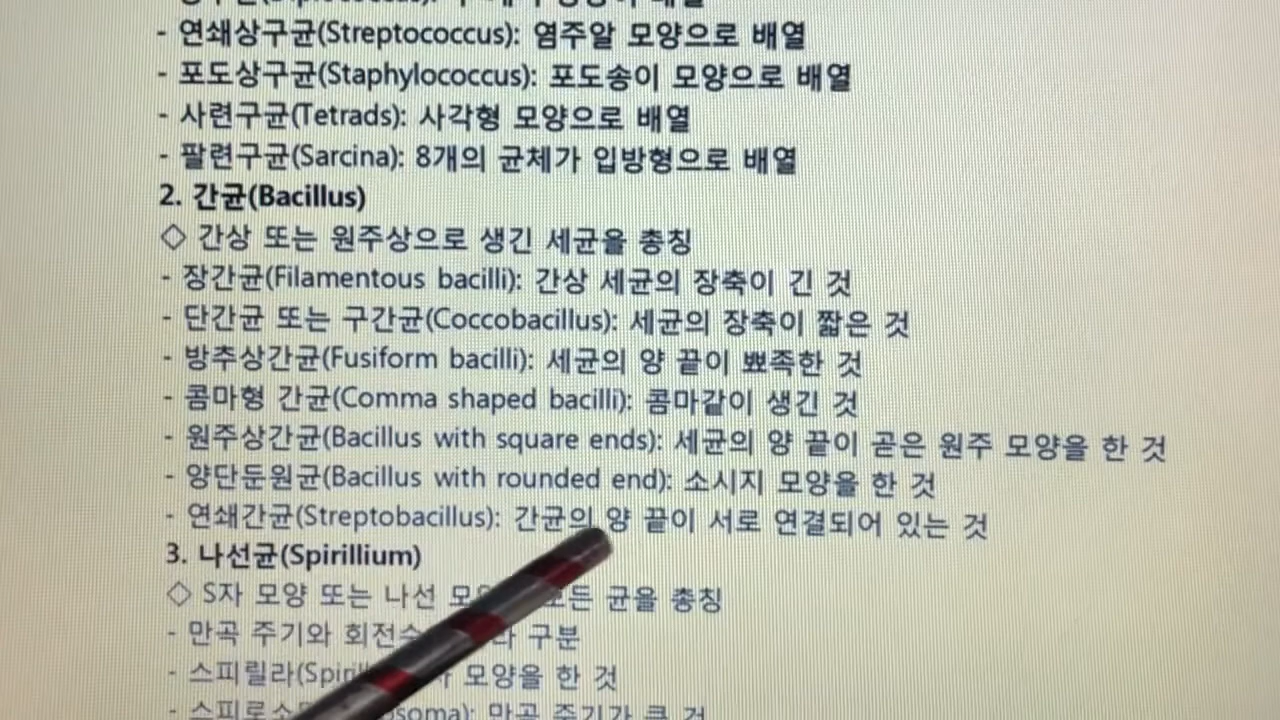 - 연쇄상구균(Streptococcus): 염주알 모양으로 배열
- 포도상구균(Staphylococcus): 포도송이 모양으로 배열
- 사련구균(Tetrads): 사각형 모양으로 배열
- 팔련구균(Sarcina): 8개의 균체가 입방형으로 배열
2. 간균(Bacillus)
◇ 간상 또는 원주상으로 생긴 세균을 총칭
- 장간균(Filamentous bacilli): 간상 세균의 장축이 긴 것
- 단간균 또는 구간균(Coccobacillus): 세균의 장축이 짧은 것
- 방추상간균(Fusiform bacilli): 세균의 양 끝이 뾰족한 것
- 콤마형 간균(Comma shaped bacilli): 콤마같이 생긴 것
- 원주상간균(Bacillus with square ends): 세균의 양 끝이 곧은 원주 모양을 한 것
- 양단둔원균(Bacillus with rounded end): 소시지 모양을 한 것
- 연쇄간균(Streptobacillus): 간균의 양 끝이 서로 연결되어 있는 것
3. 나선균(Spirillium)
◇ S자 모양 또는 나선 균을 총칭
- 만곡 주기와 구분
- 스피릴라 모양을 한 것
- 만곡 주기가 큰 것